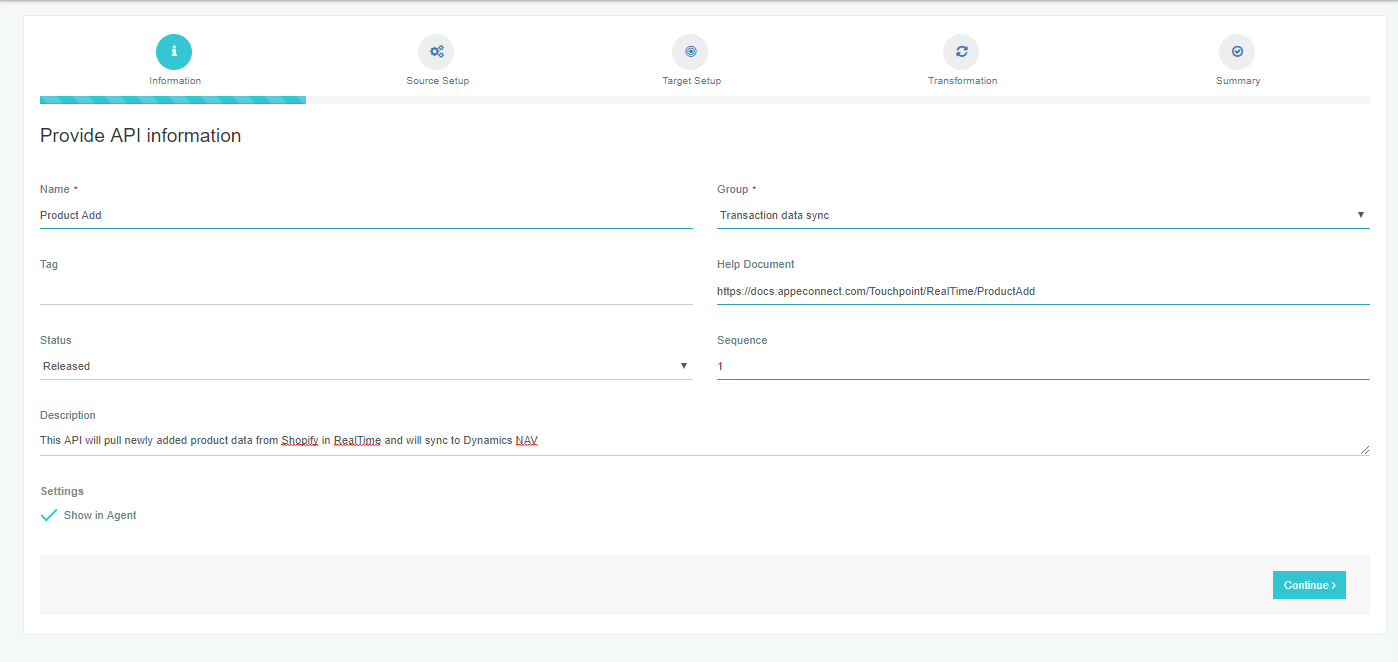 Information
Source Setup
Target Setup
Transformation
Summary
Provide API information
Name *
Group *
Product Add
Transaction data sync
Tag
Help Document
https://docs.appeconnect.com/Touchpoint/RealTime/ProductAdd
Status
Sequence
Released
1
Description
This API will pull newly added product data from Shopify in RealTime and will sync to Dynamics NAV
Settings
Show in Agent
Continue >